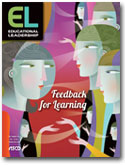 EL
EDUCATIONAL
LEADERSHIP
Feedback
for Learning
ASCD